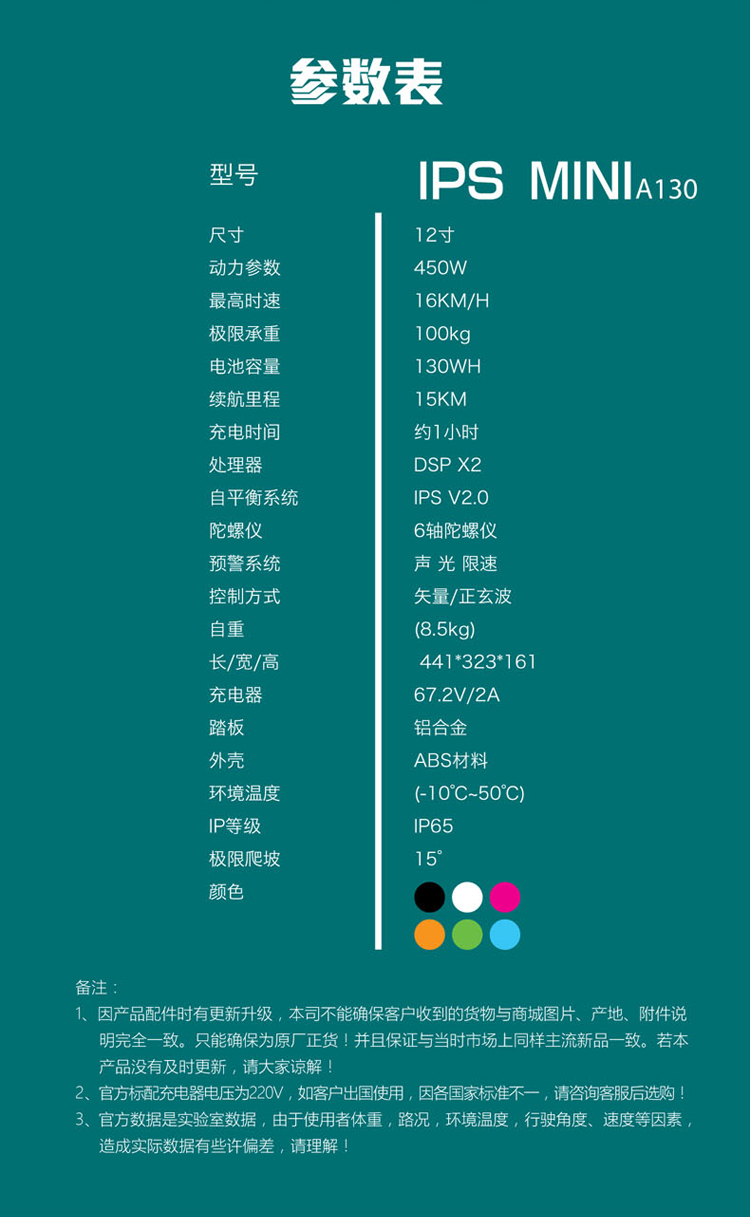 参数表
型号 IPS MINI A130
尺寸 12寸
动力参数 450W
最高时速 16KM/H
极限承重 100kg
电池容量 130WH
续航里程 15KM
充电时间 约1小时
处理器 DSP X2
自平衡系统 IPS V2.0
陀螺仪 6轴陀螺仪
预警系统 声 光 限速
控制方式 矢量/正玄波
自重 (8.5kg)
长/宽/高 441*323*161
充电器 67.2V/2A
踏板 铝合金
外壳 ABS材料
环境温度 (-10℃~50℃)
IP等级 IP65
极限爬坡 15°
颜色
备注：
1、因产品配件时有更新升级，本司不能确保客户收到的货物与商城图片、产地、附件说
明完全一致。只能确保为原厂正货！并且保证与当时市场上同样主流新品一致。若本
产品没有及时更新，请大家谅解！
2、官方标配充电器电压为220V，如客户出国使用，因各国家标准不一，请咨询客服后选购！
3、官方数据是实验室数据，由于使用者体重，路况，环境温度，行驶角度、速度等因素，
造成实际数据有些许偏差，请理解！